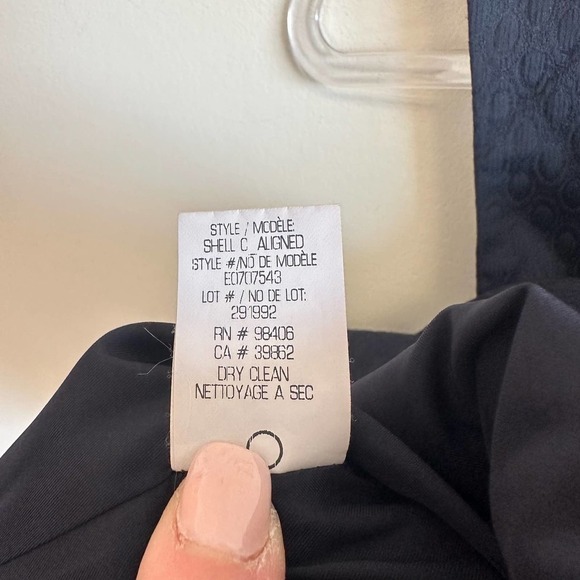 STYLE / MODÈLE:
SHELL C ALIGNED
STYLE #/NO DE MODÈLE
E0707543
LOT # / NO DE LOT:
291992
RN # 98406
CA # 39862
DRY CLEAN
NETTOYAGE A SEC